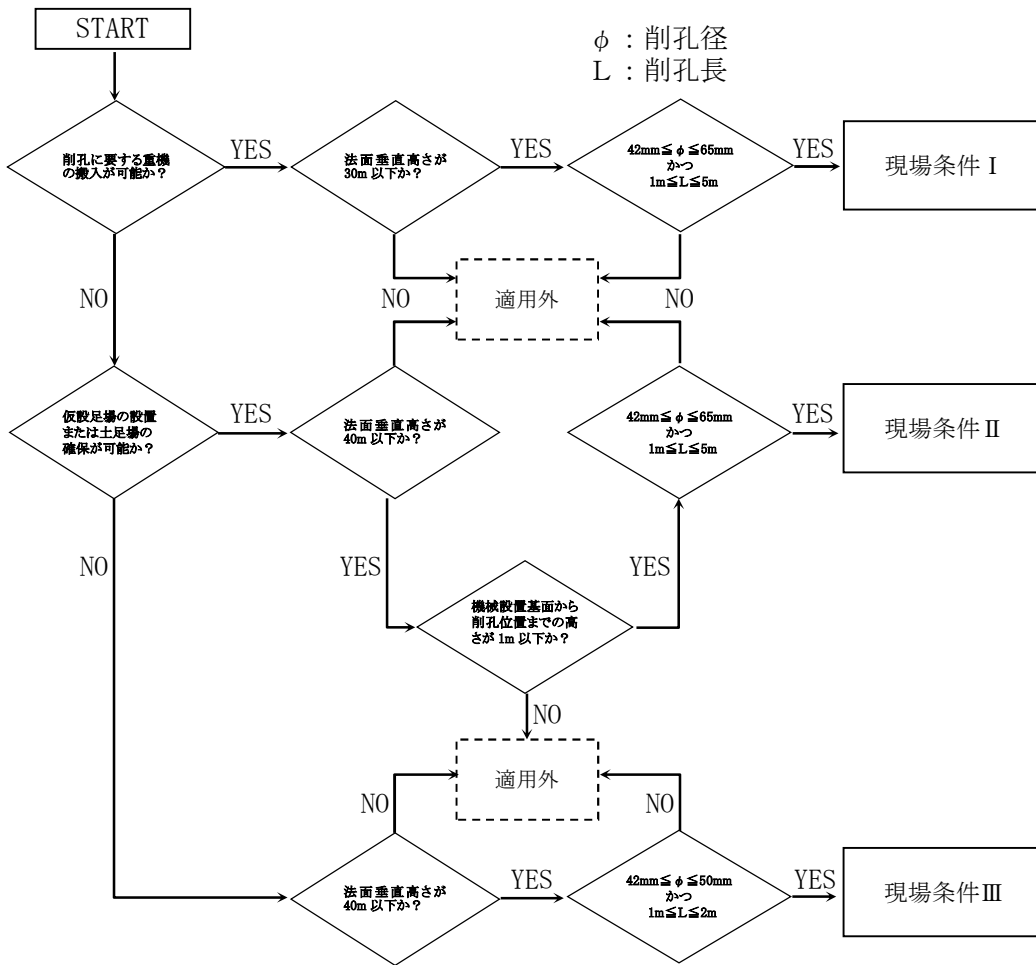 START
φ：削孔径
L：削孔長
削孔に要する重機
の搬入が可能か？
YES
法面垂直高さが
30m 以下か？
YES
42mm≦φ≦65mm
かつ
1m≦L≦5m
YES
現場条件Ⅰ
NO
NO
適用外
NO
仮設足場の設置
または土足場の
確保が可能か？
YES
法面垂直高さが
40m 以下か？
42mm≦φ≦65mm
かつ
1m≦L≦5m
YES
現場条件Ⅱ
NO
YES
機械設置基面から
削孔位置までの高
さが 1m 以下か？
YES
NO
適用外
NO
NO
法面垂直高さが
40m 以下か？
YES
42mm≦φ≦50mm
かつ
1m≦L≦2m
YES
現場条件Ⅲ